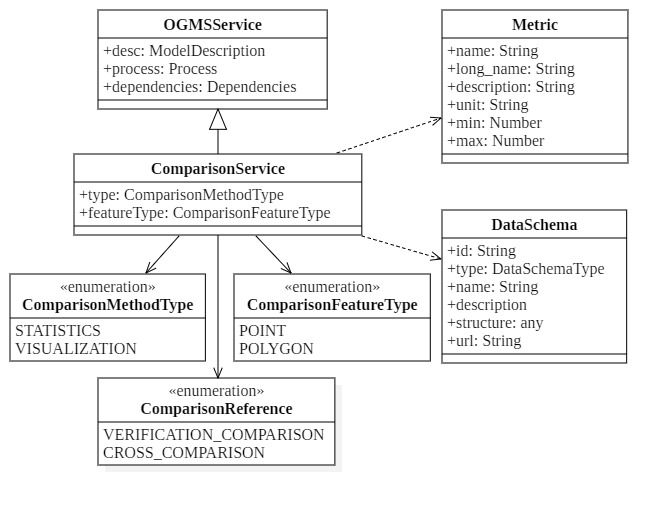 OGMSService
+desc: ModelDescription
+process: Process
+dependencies: Dependencies
Metric
+name: String
+long_name: String
+description: String
+unit: String
+min: Number
+max: Number
ComparisonService
+type: ComparisonMethodType
+featureType: ComparisonFeatureType
DataSchema
+id: String
+type: DataSchemaType
+name: String
+description
+structure: any
+url: String
«enumeration»
ComparisonMethodType
STATISTICS
VISUALIZATION
«enumeration»
ComparisonFeatureType
POINT
POLYGON
«enumeration»
ComparisonReference
VERIFICATION_COMPARISON
CROSS_COMPARISON